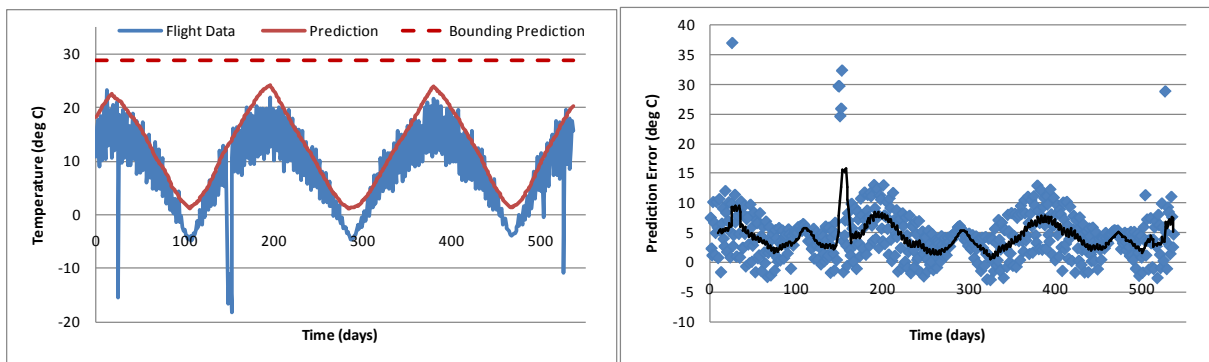 Flight Data Prediction Bounding Prediction
Temperature (deg C)
30
20
10
0
-10
-20
0 100 200 300 400 500
Time (days)
Prediction Error (deg C)
40
35
30
25
20
15
10
5
0
-5
-10
0 100 200 300 400 500
Time (days)